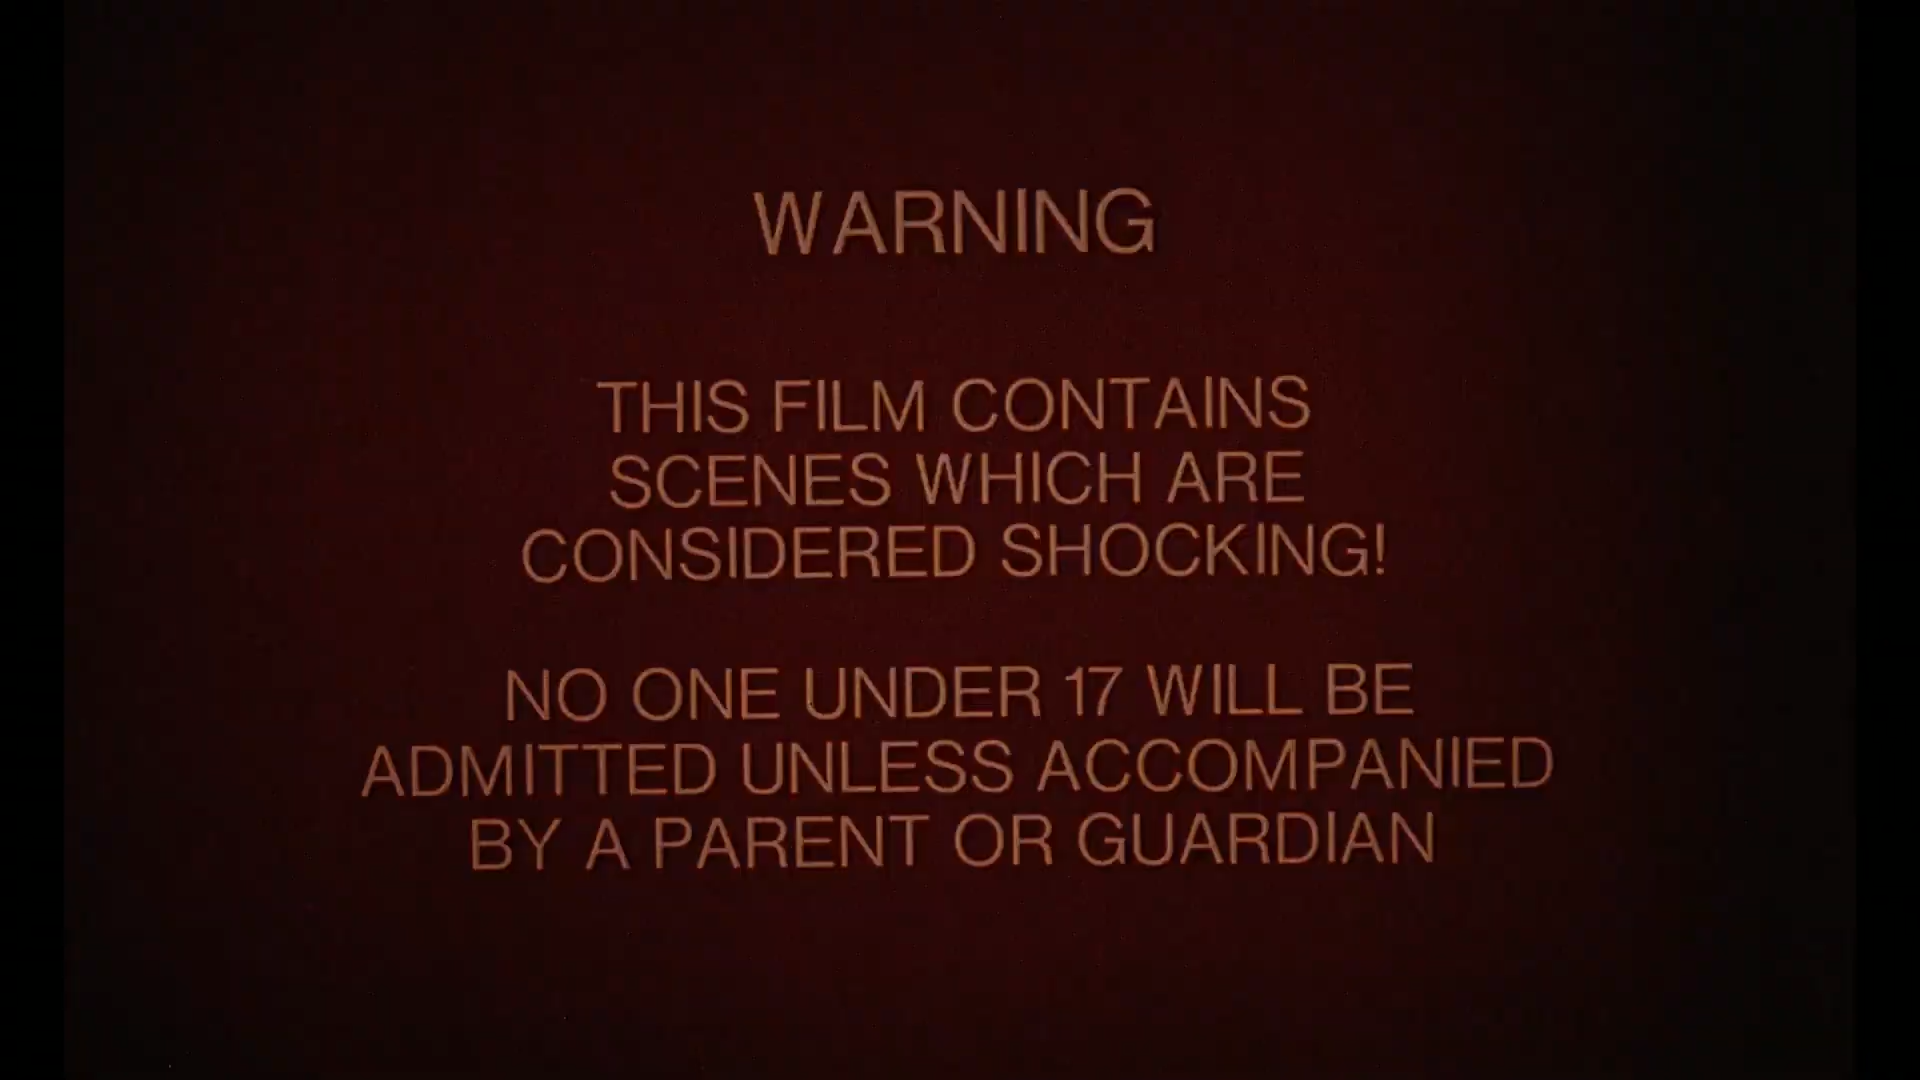 WARNING
THIS FILM CONTAINS
SCENES WHICH ARE
CONSIDERED SHOCKING!
NO ONE UNDER 17 WILL BE
ADMITTED UNLESS ACCOMPANIED
BY A PARENT OR GUARDIAN